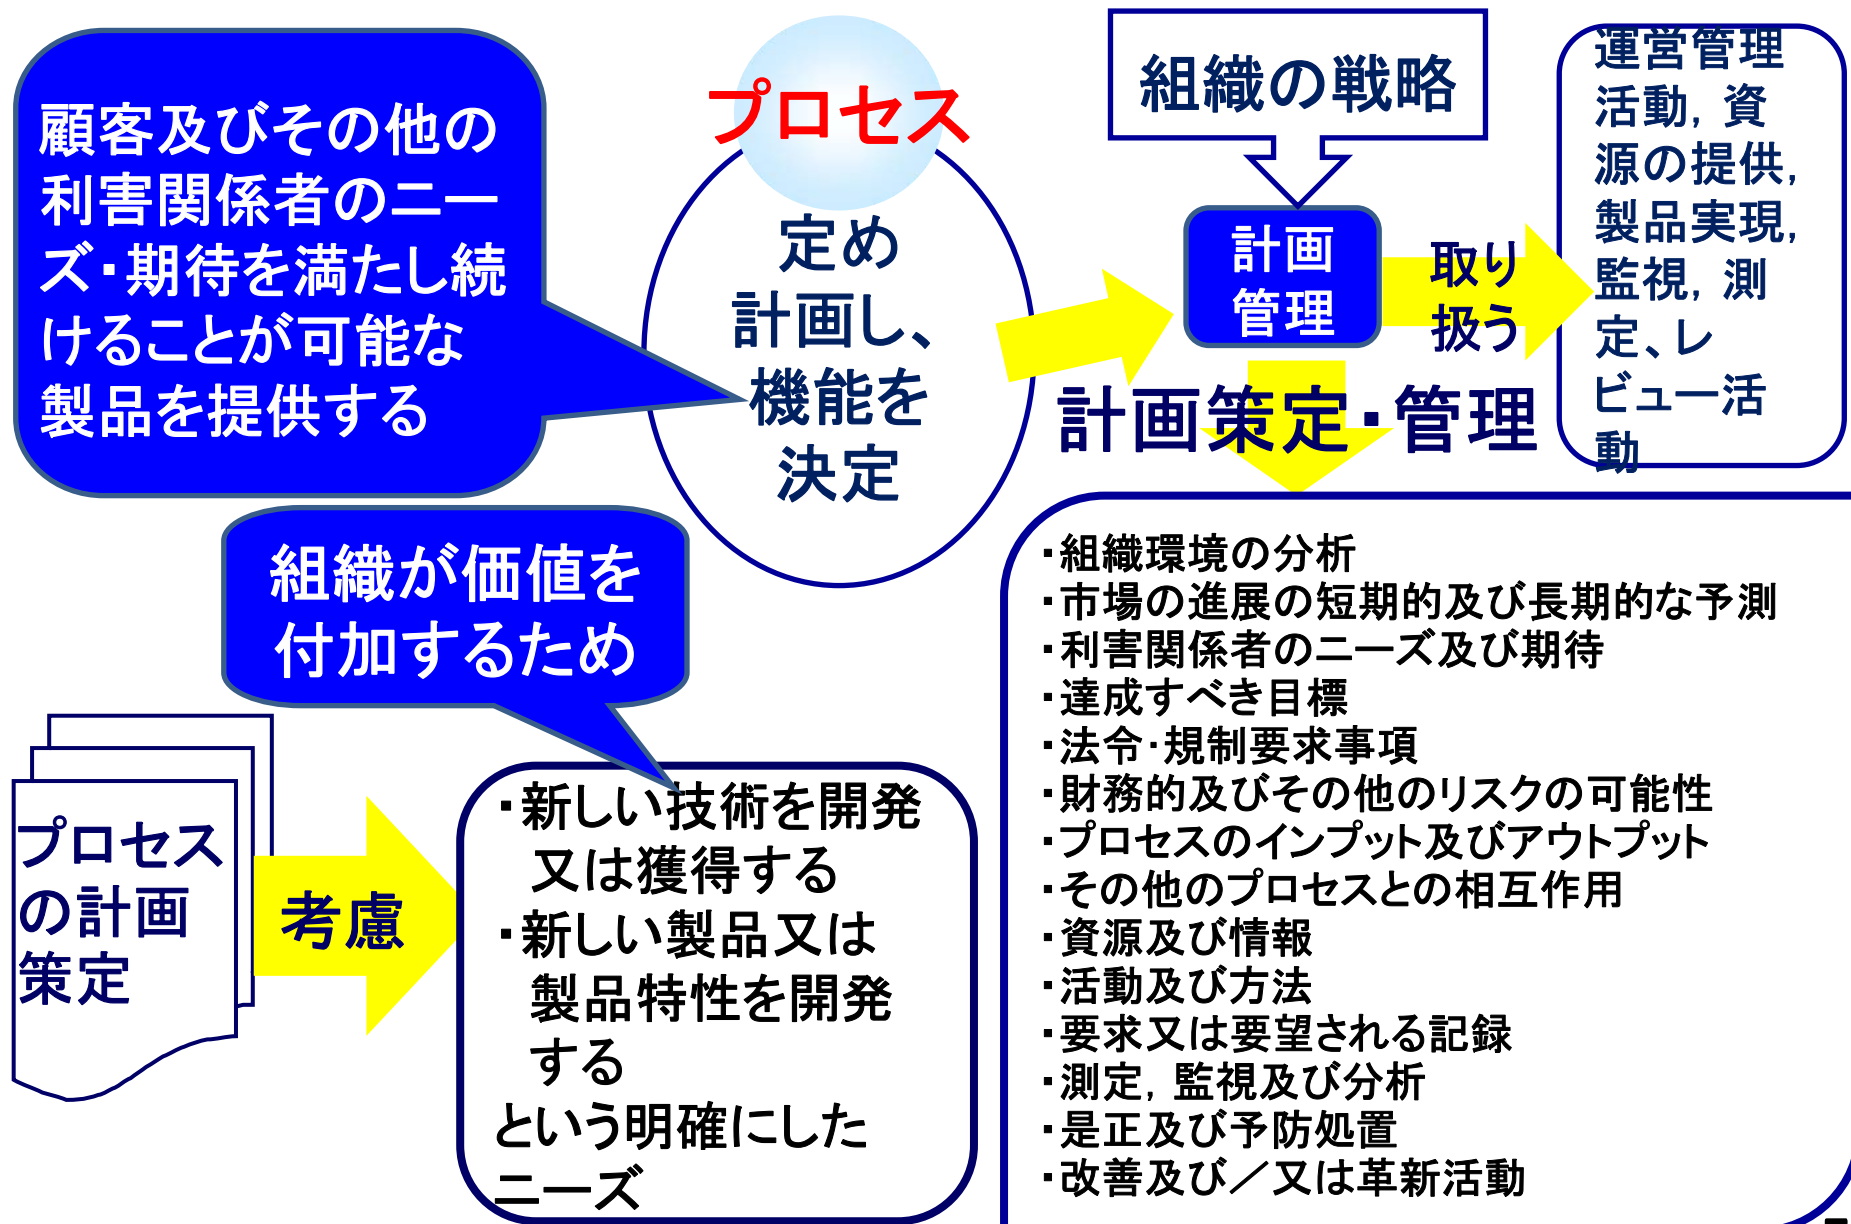 顧客及びその他の
利害関係者のニー
ズ・期待を満たし続
けることが可能な
製品を提供する
プロセス
定め
計画し、
機能を
決定
組織の戦略
計画
管理
取り
扱う
運営管理
活動, 資
源の提供,
製品実現,
監視, 測
定、レ
ビュー活
動
計画策定・管理
組織が価値を
付加するため
プロセス
の計画
策定
考慮
・新しい技術を開発
又は獲得する
・新しい製品又は
製品特性を開発
する
という明確にした
ニーズ
・組織環境の分析
・市場の進展の短期的及び長期的な予測
・利害関係者のニーズ及び期待
・達成すべき目標
・法令・規制要求事項
・財務的及びその他のリスクの可能性
・プロセスのインプット及びアウトプット
・その他のプロセスとの相互作用
・資源及び情報
・活動及び方法
・要求又は要望される記録
・測定, 監視及び分析
・是正及び予防処置
・改善及び／又は革新活動